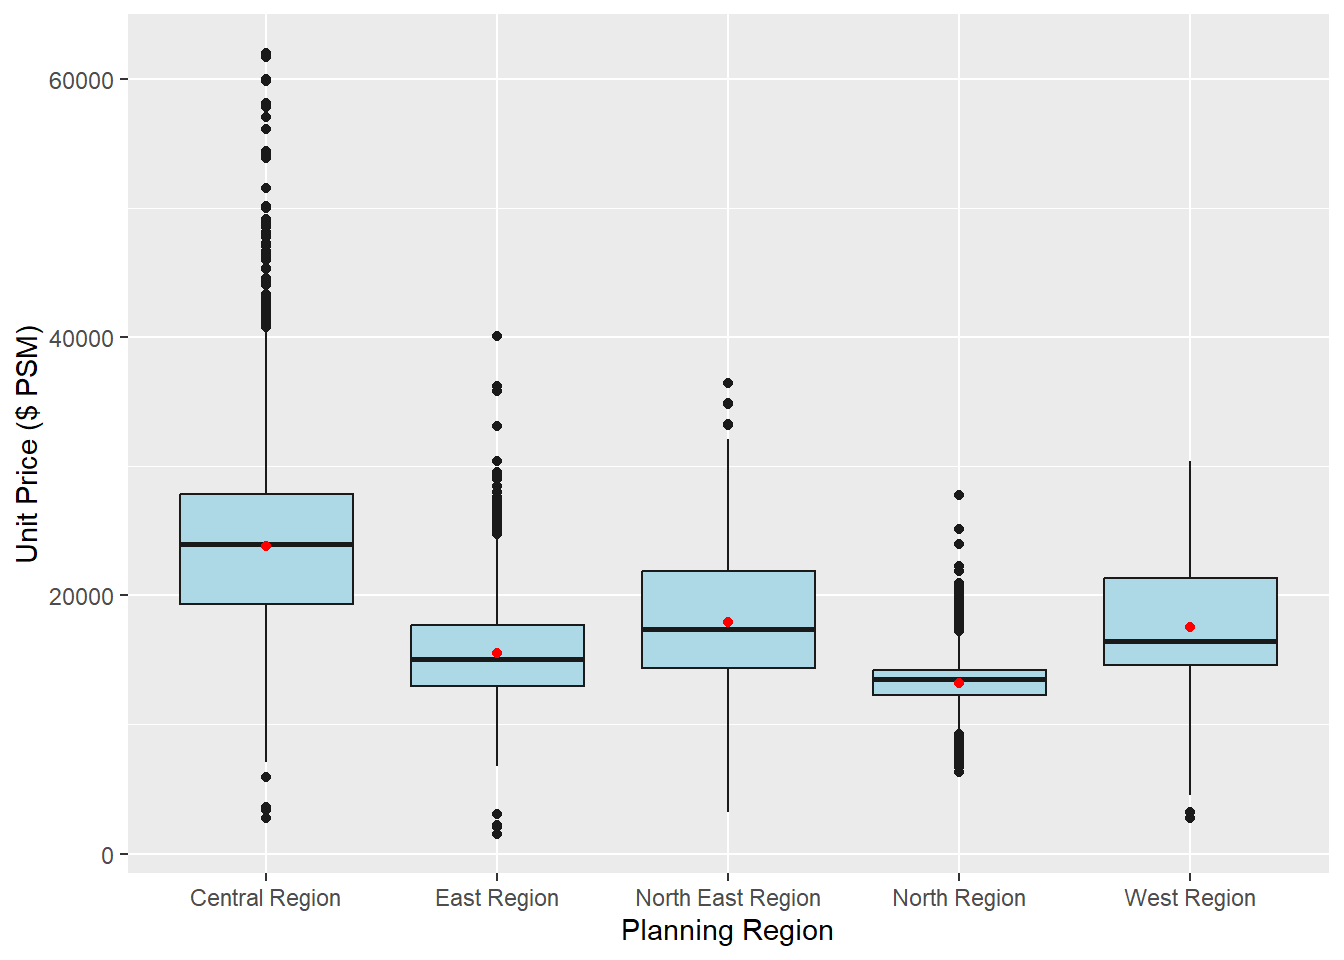 Unit Price ($ PSM)
60000
40000
20000
0
Central Region
East Region
North East Region
North Region
West Region
Planning Region